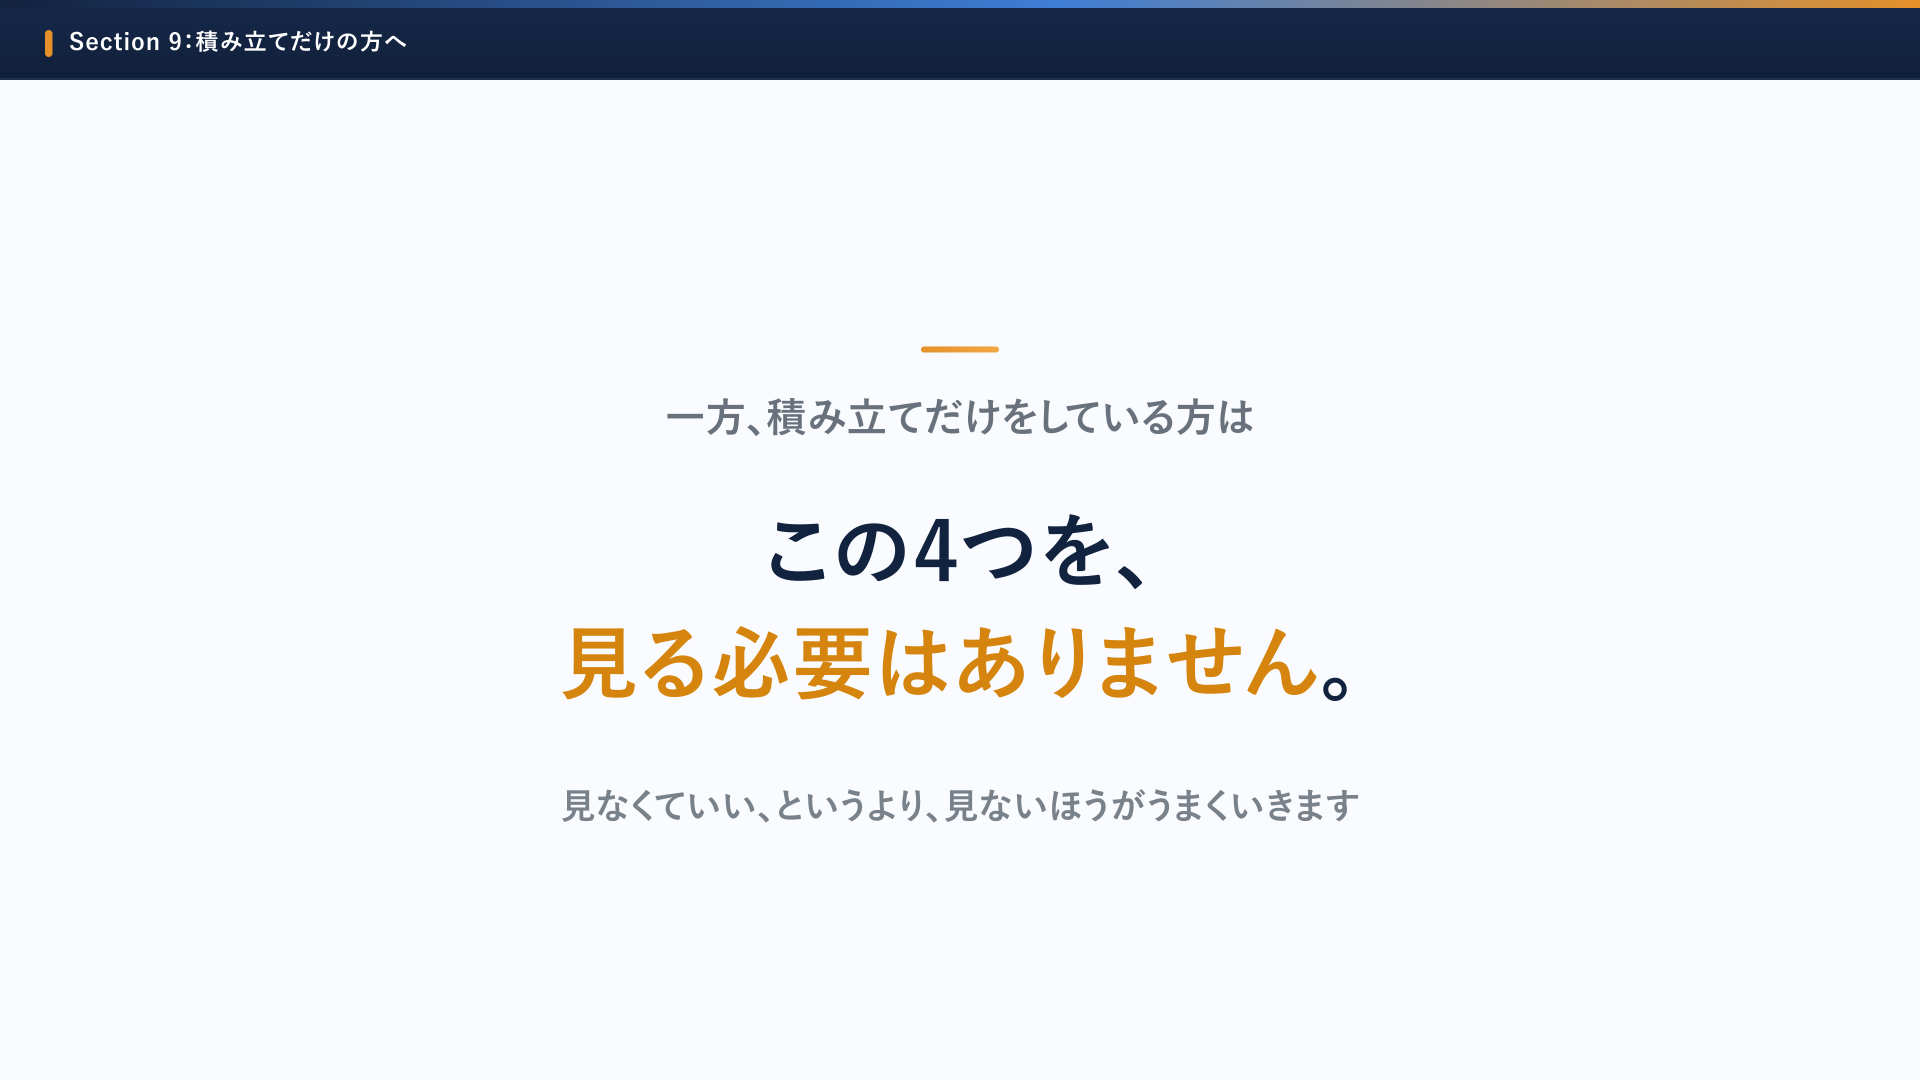 Section 9：積み立てだけの方へ
一方、積み立てだけをしている方は
この4つを、
見る必要はありません。
見なくていい、というより、見ないほうがうまくいきます